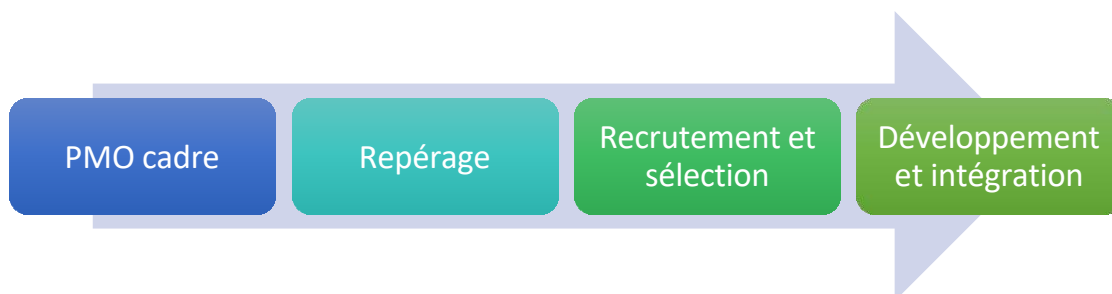 PMO cadre
Repérage
Recrutement et
sélection
Développement
et intégration